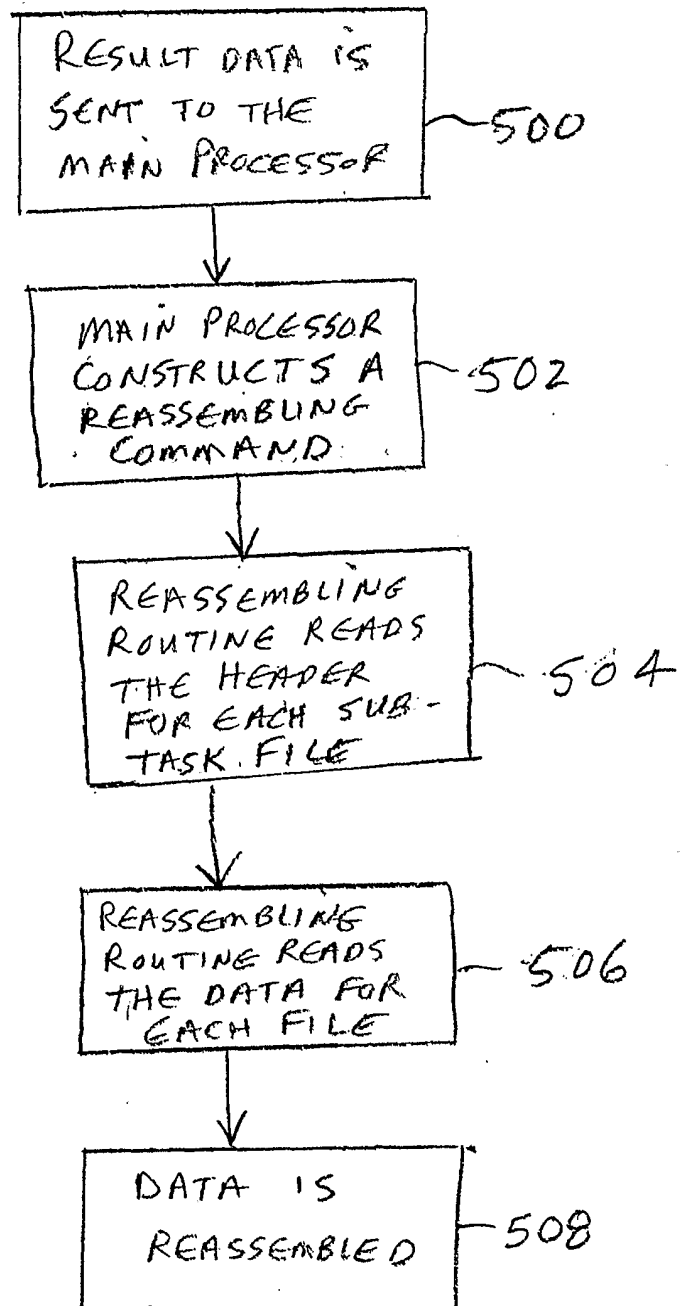 RESULT DATA IS
SENT TO THE
MAIN PROCESSOR
500
MAIN PROCESSOR
CONSTRUCTS A
REASSEMBLING
COMMAND
502
REASSEMBLING
ROUTINE READS
THE HEADER
FOR EACH SUB-
TASK FILE
504
REASSEMBLING
ROUTINE READS
THE DATA FOR
EACH FILE
506
DATA IS
REASSEMBLED
508